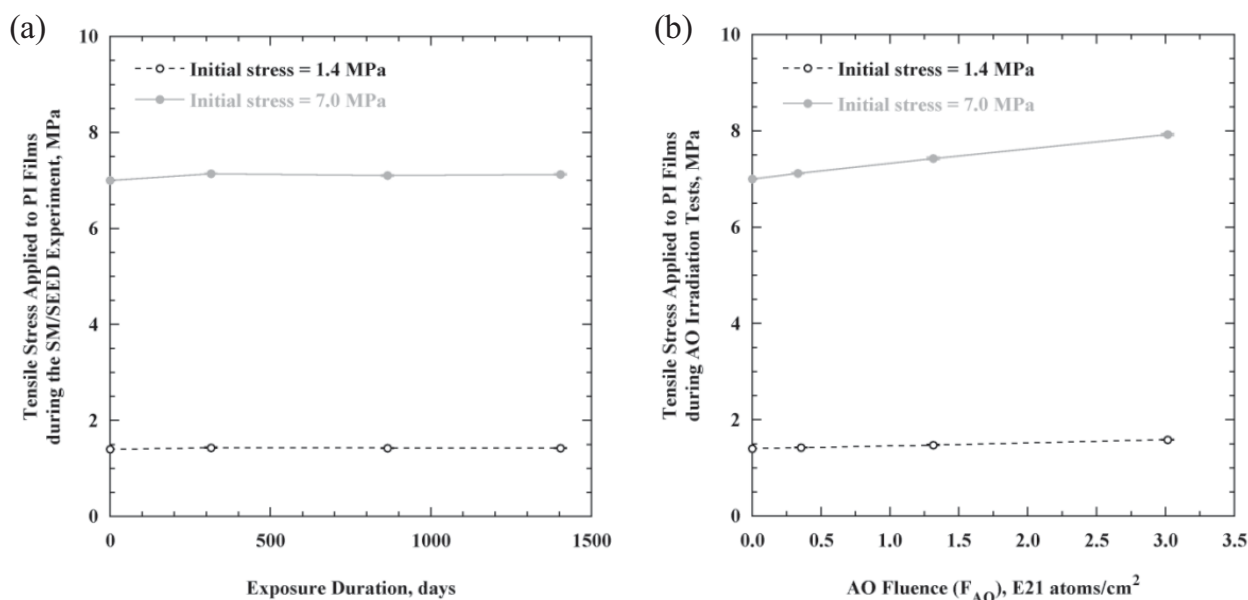 (a)
Tensile Stress Applied to PI Films
during the SM/SEED Experiment, MPa
10
8
6
4
2
0
Initial stress = 1.4 MPa
Initial stress = 7.0 MPa
0 500 1000 1500
Exposure Duration, days
(b)
Tensile Stress Applied to PI Films
during AO Irradiation Tests, MPa
10
8
6
4
2
0
Initial stress = 1.4 MPa
Initial stress = 7.0 MPa
0.0 0.5 1.0 1.5 2.0 2.5 3.0 3.5
AO Fluence (F_AO), E21 atoms/cm²